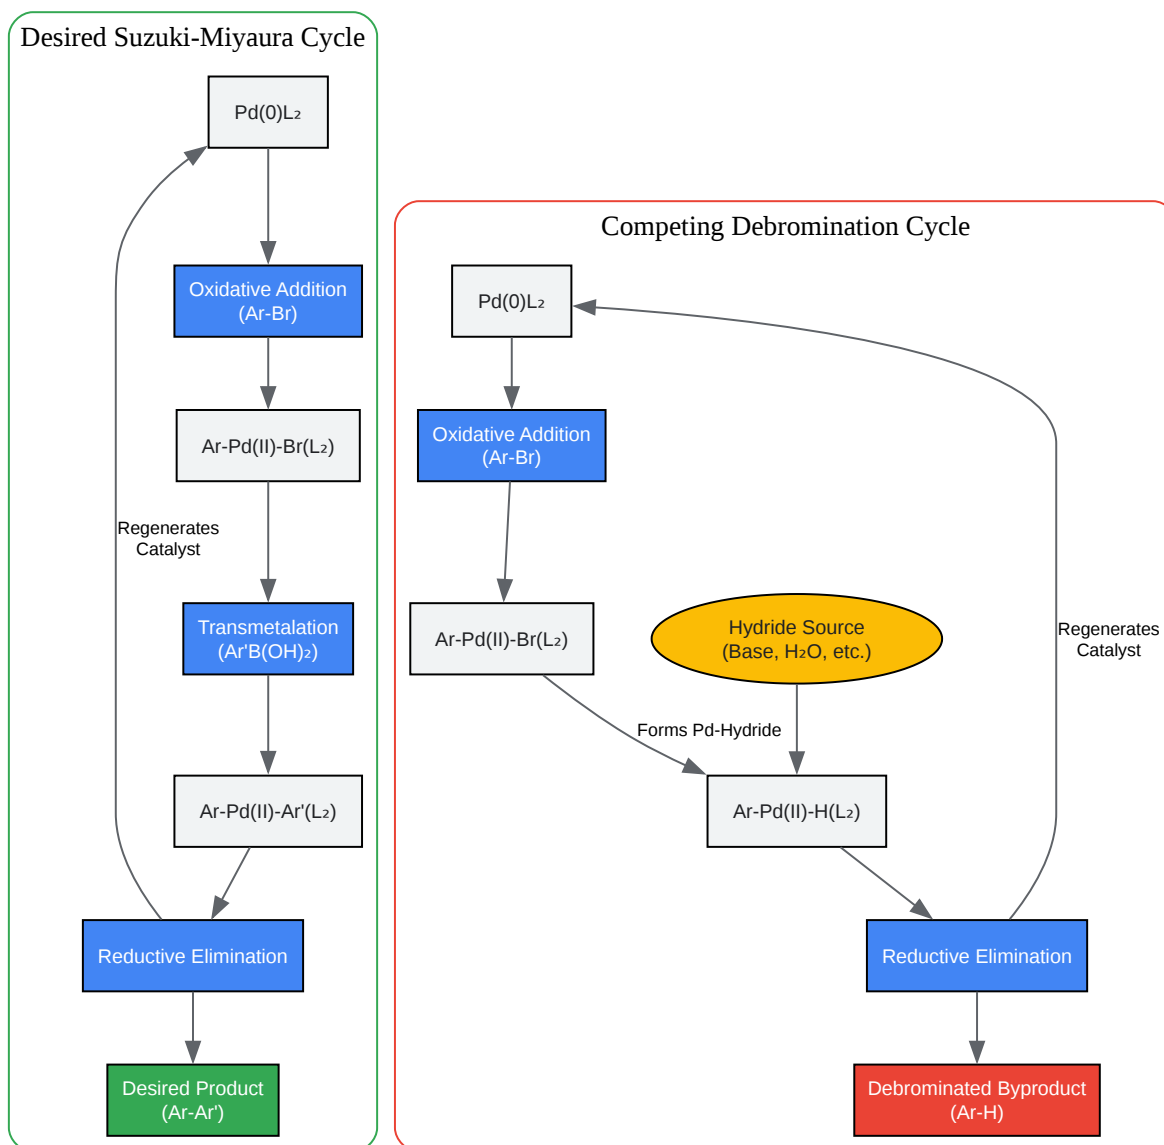 Desired Suzuki-Miyaura Cycle
Pd(0)L₂
Oxidative Addition
(Ar-Br)
Ar-Pd(II)-Br(L₂)
Regenerates
Catalyst
Transmetalation
(Ar'B(OH)₂)
Ar-Pd(II)-Ar'(L₂)
Reductive Elimination
Desired Product
(Ar-Ar')
Competing Debromination Cycle
Pd(0)L₂
Oxidative Addition
(Ar-Br)
Ar-Pd(II)-Br(L₂)
Hydride Source
(Base, H₂O, etc.)
Regenerates
Catalyst
Forms Pd-Hydride
Ar-Pd(II)-H(L₂)
Reductive Elimination
Debrominated Byproduct
(Ar-H)